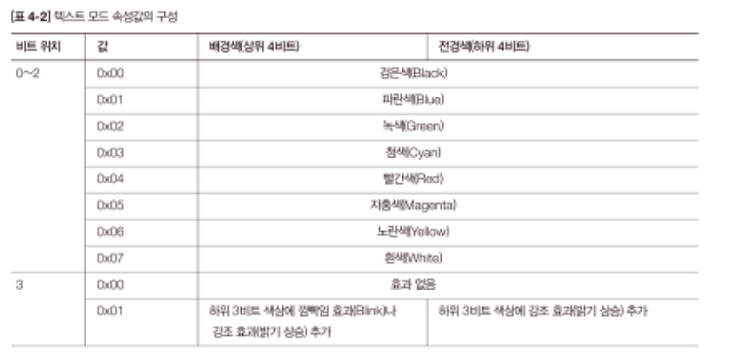 [표 4-2] 텍스트 모드 속성값의 구성
비트 위치 값 배경색(상위 4비트) 전경색(하위 4비트)
0~2 0x00 검은색(Black)
0x01 파란색(Blue)
0x02 녹색(Green)
0x03 청색(Cyan)
0x04 빨간색(Red)
0x05 자홍색(Magenta)
0x06 노란색(Yellow)
0x07 흰색(White)
3 0x00 효과 없음
0x01 하위 3비트 색상에 깜빡임 효과(Blink)나 하위 3비트 색상에 강조 효과(밝기 상승) 추가
강조 효과(밝기 상승) 추가